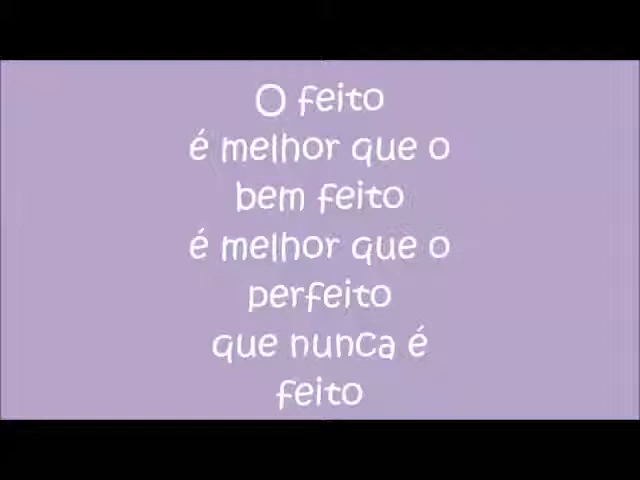 O feito
é melhor que o
bem feito
é melhor que o
perfeito
que nunca é
feito